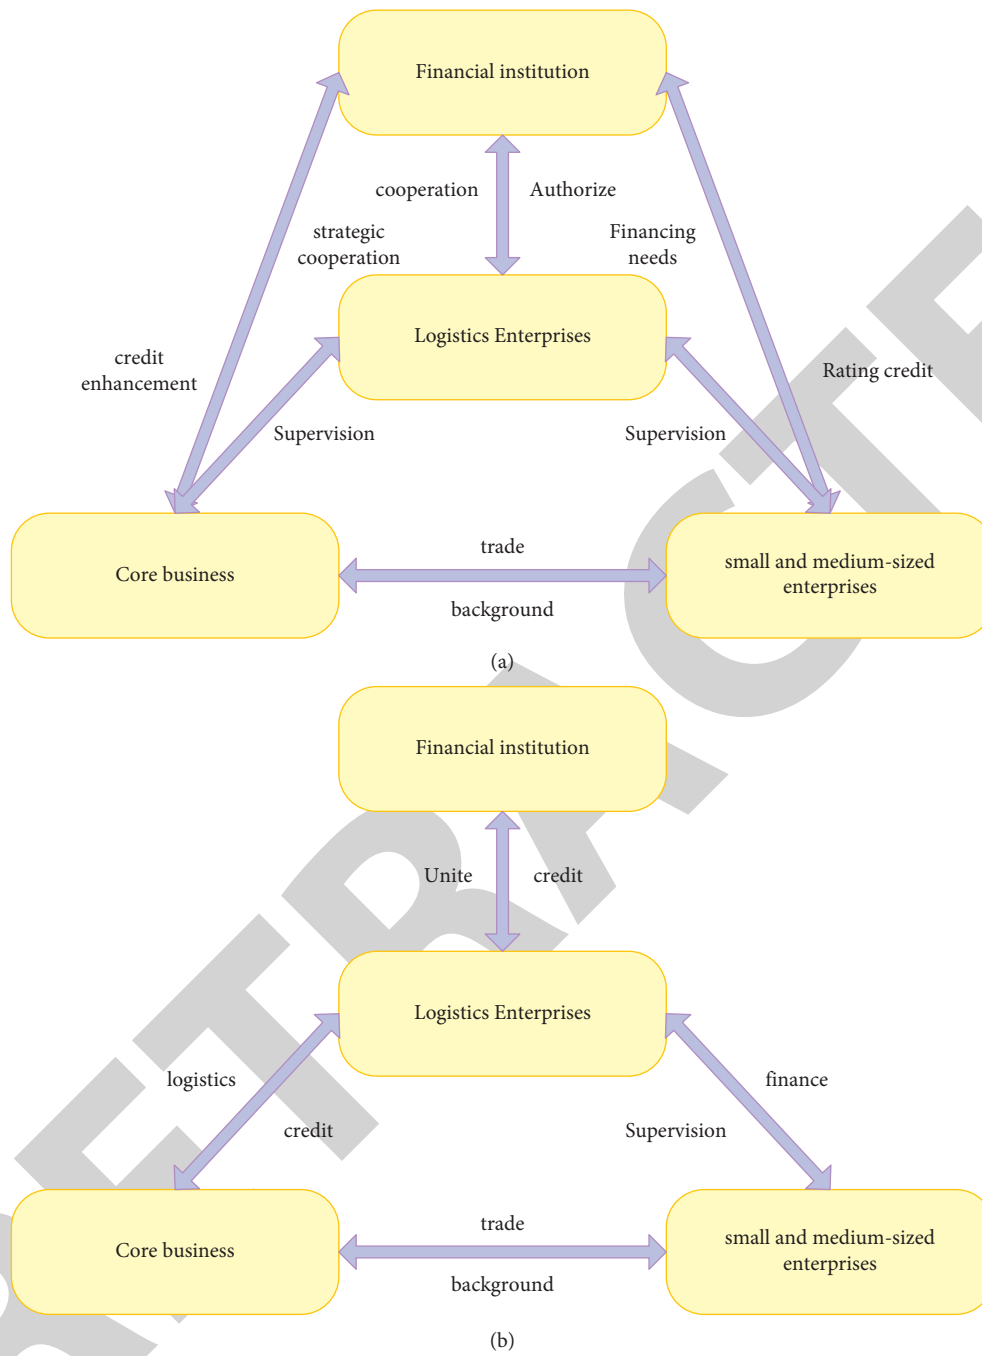 Financial institution
cooperation
Authorize
strategic
cooperation
Financing
needs
Logistics Enterprises
credit
enhancement
Rating credit
Supervision
Supervision
Core business
trade
background
small and medium-sized
enterprises
(a)
Financial institution
Unite
credit
Logistics Enterprises
logistics
credit
finance
Supervision
Core business
trade
background
small and medium-sized
enterprises
(b)
RETRACTE